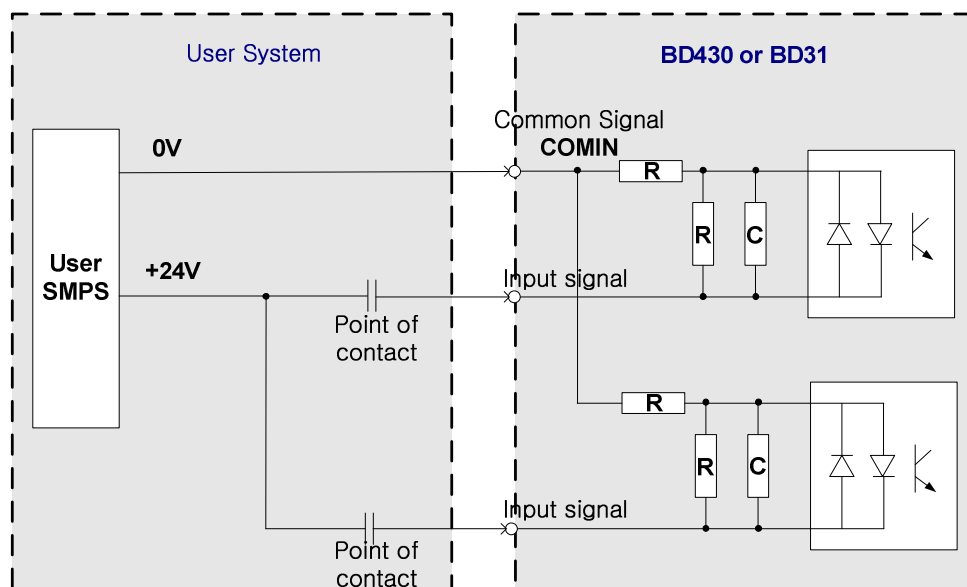 User System
BD430 or BD31
Common Signal
COMIN
0V
R
R
C
User
SMPS
+24V
Input signal
Point of
contact
R
R
C
Input signal
Point of
contact